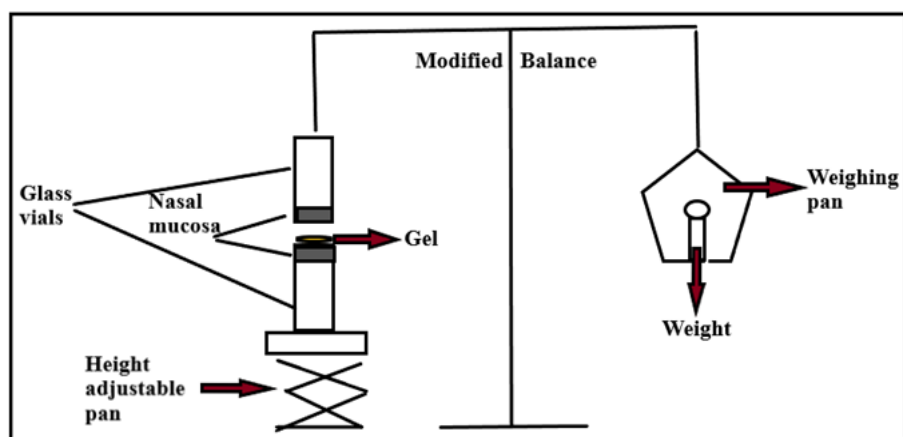 Modified Balance
Glass
vials
Nasal
mucosa
Gel
Weighing
pan
Weight
Height
adjustable
pan